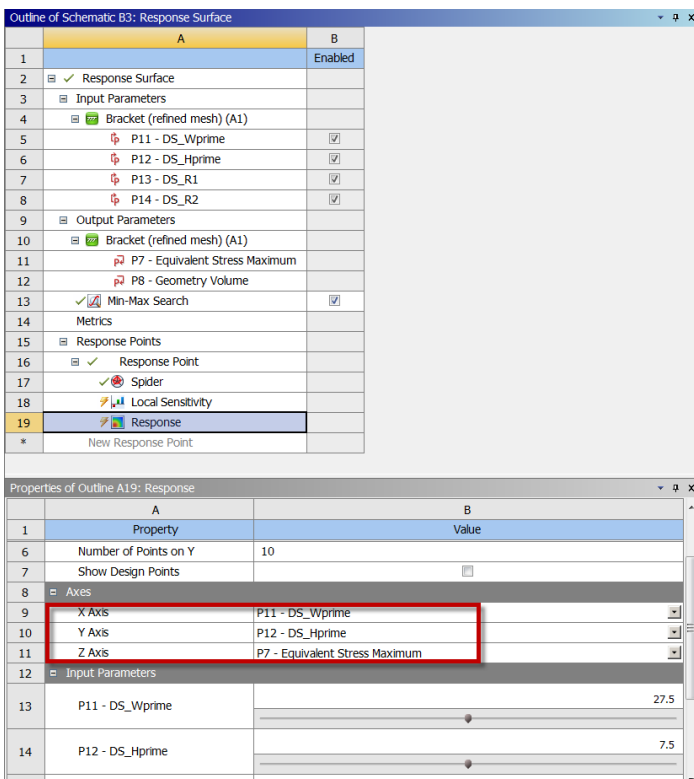 Outline of Schematic B3: Response Surface
A B
1 Enabled
2 Response Surface
3 Input Parameters
4 Bracket (refined mesh) (A1)
5 P11 - DS_Wprime
6 P12 - DS_Hprime
7 P13 - DS_R1
8 P14 - DS_R2
9 Output Parameters
10 Bracket (refined mesh) (A1)
11 P7 - Equivalent Stress Maximum
12 P8 - Geometry Volume
13 Min-Max Search
14 Metrics
15 Response Points
16 Response Point
17 Spider
18 Local Sensitivity
19 Response
* New Response Point
Properties of Outline A19: Response
A B
1 Property Value
6 Number of Points on Y 10
7 Show Design Points
8 Axes
9 X Axis P11 - DS_Wprime
10 Y Axis P12 - DS_Hprime
11 Z Axis P7 - Equivalent Stress Maximum
12 Input Parameters
13 P11 - DS_Wprime 27.5
14 P12 - DS_Hprime 7.5